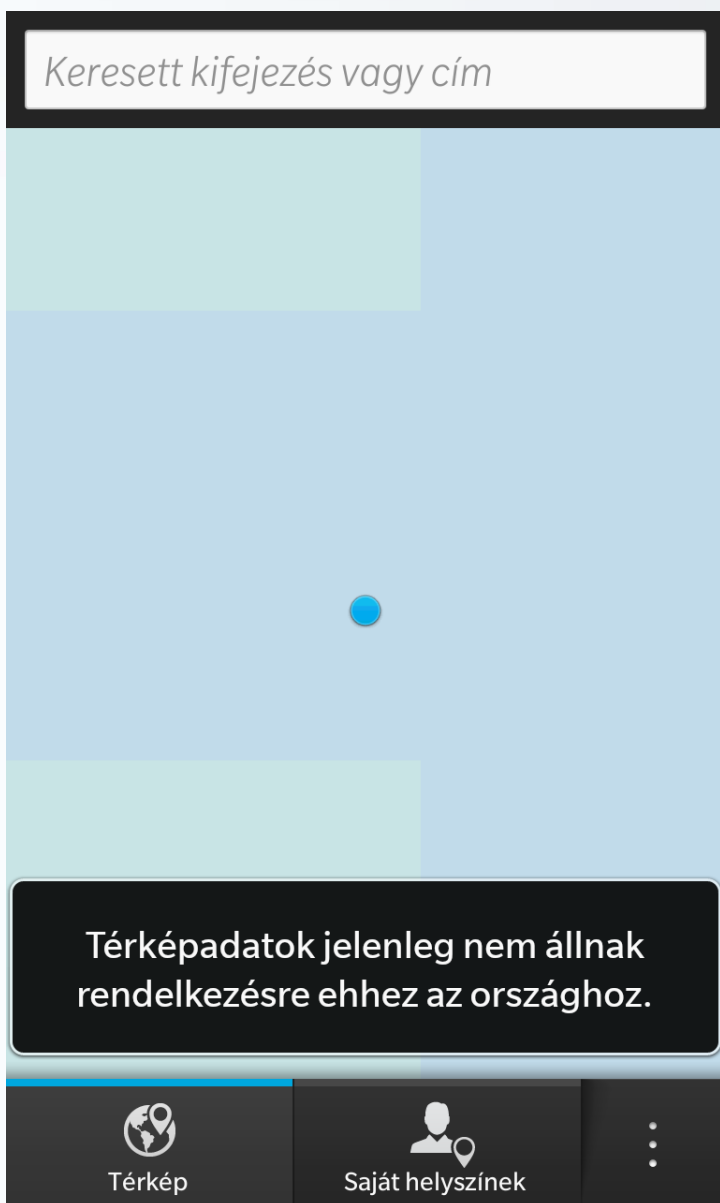 Keresett kifejezés vagy cím
Térképadatok jelenleg nem állnak
rendelkezésre ehhez az országhoz.
Térkép
Saját helyszínek